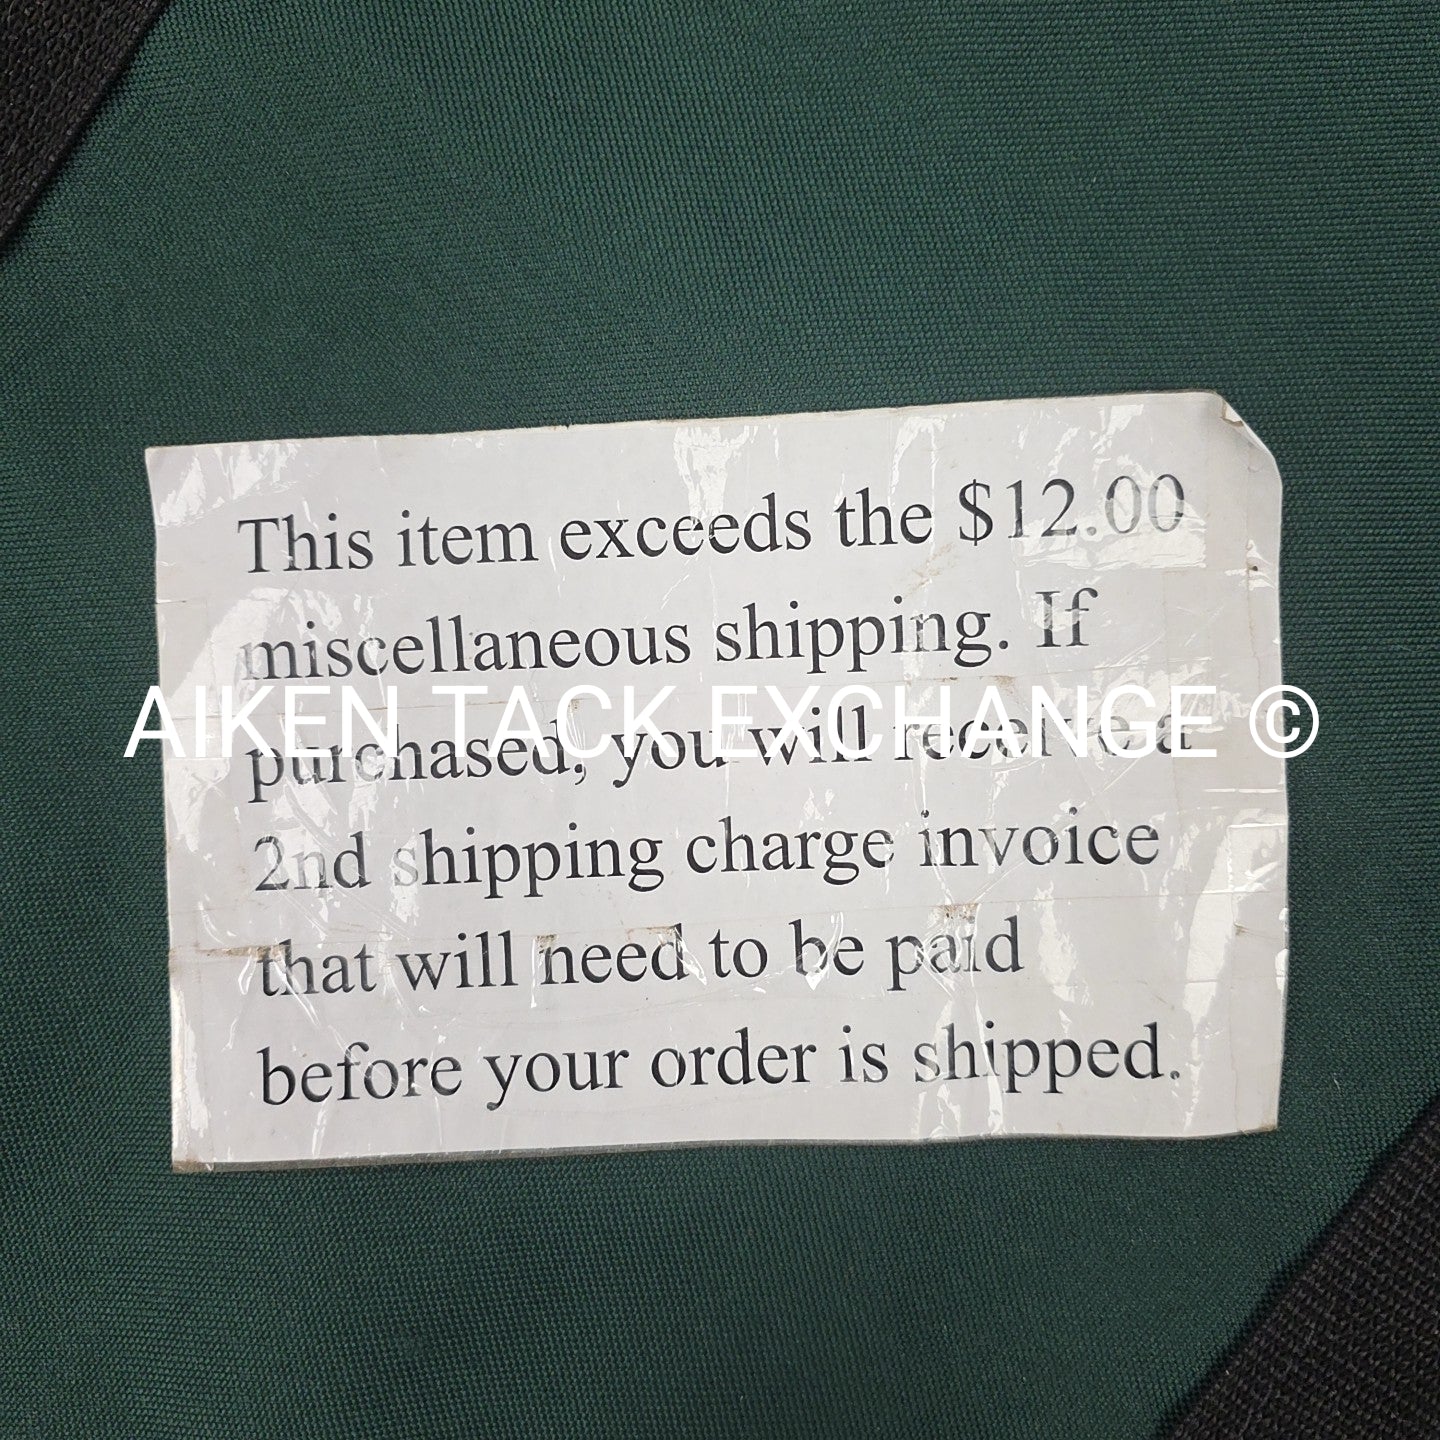 This item exceeds the $12.00
miscellaneous shipping. If
AIKEN TACK EXCHANGE ©
purchased, you will receive a
2nd shipping charge invoice
that will need to be paid
before your order is shipped.